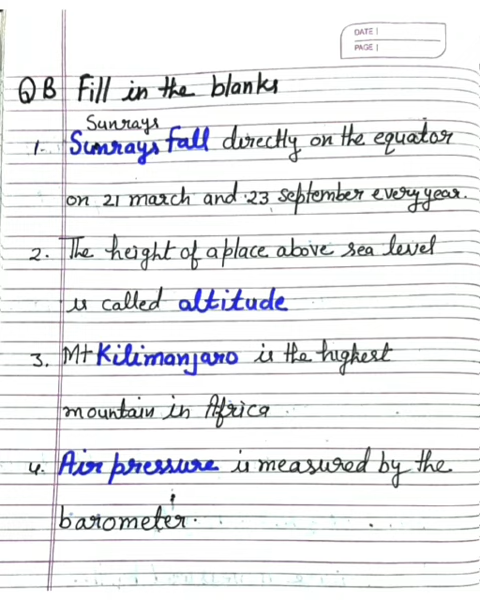 DATE |
PAGE |
QB Fill in the blanks
Sunrays
1. Sunrays fall directly on the equator
on 21 march and 23 september every year.
2. The height of a place above sea level
is called altitude
3. Mt Kilimanjaro is the highest
mountain in Africa
4. Air pressure is measured by the
barometer.